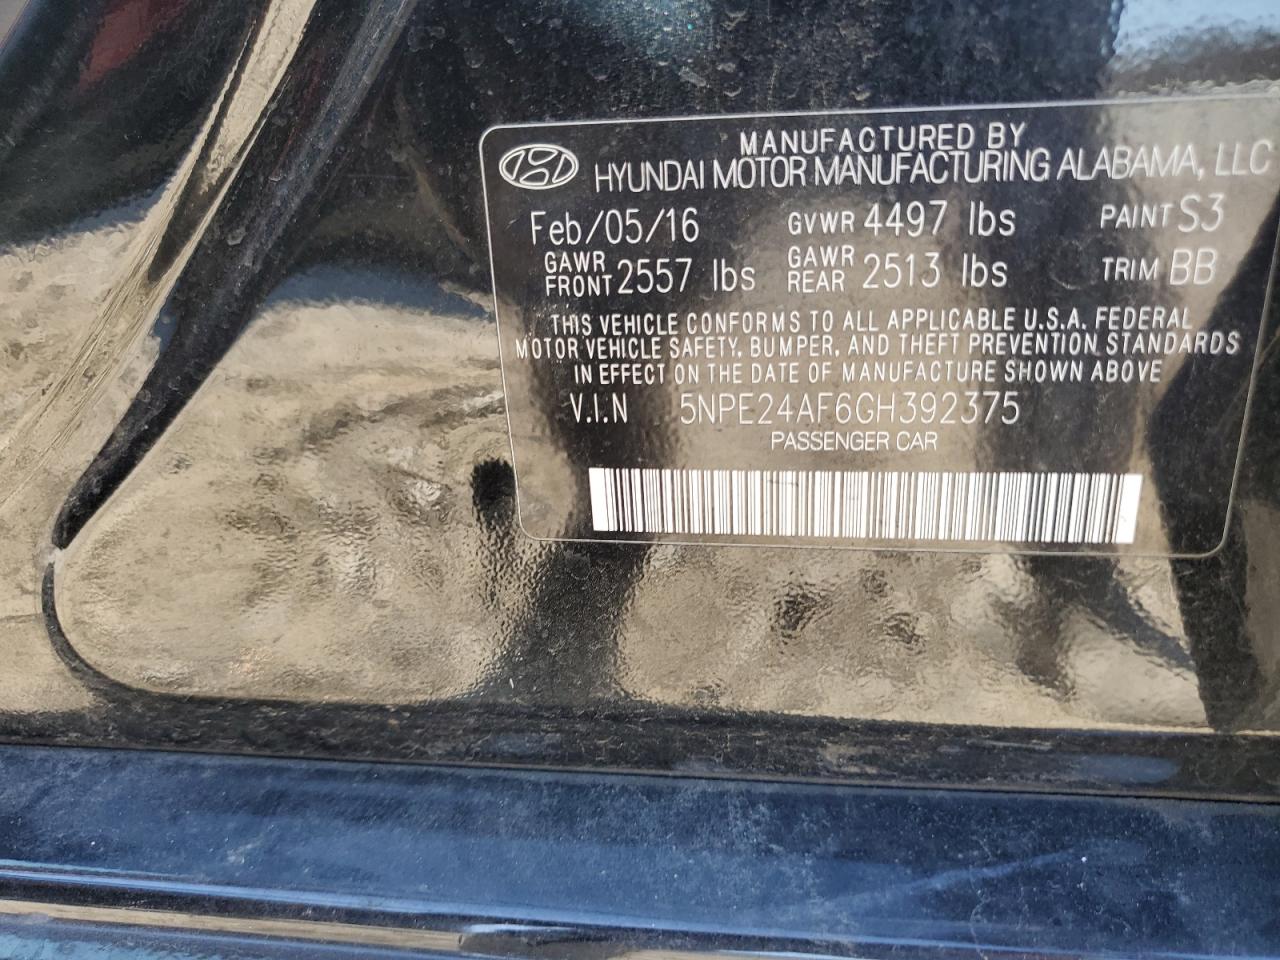 MANUFACTURED BY
HYUNDAI MOTOR MANUFACTURING ALABAMA, LLC
Feb/05/16 GVWR 4497 lbs PAINT S3
GAWR FRONT 2557 lbs GAWR REAR 2513 lbs TRIM BB
THIS VEHICLE CONFORMS TO ALL APPLICABLE U.S.A. FEDERAL
MOTOR VEHICLE SAFETY, BUMPER, AND THEFT PREVENTION STANDARDS
IN EFFECT ON THE DATE OF MANUFACTURE SHOWN ABOVE
V.I.N 5NPE24AF6GH392375
PASSENGER CAR